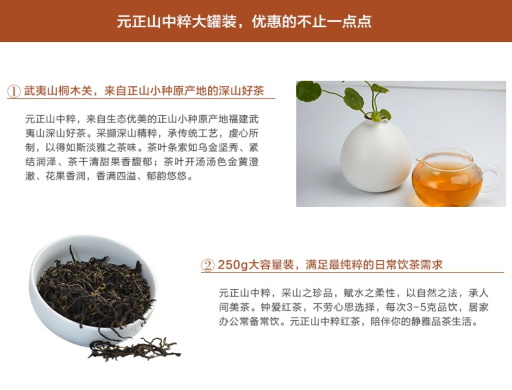 元正山中粹大罐装，优惠的不止一点点
① 武夷山桐木关，来自正山小种原产地的深山好茶
元正山中粹，来自生态优美的正山小种原产地福建武
夷山深山好茶。采撷深山精粹，承传统工艺，虔心所
制，以得如斯淡雅之茶味。茶叶条索如乌金坚秀、紧
结润泽、茶干清甜果香馥郁；茶叶开汤汤色金黄澄
澈、花果香润，香满四溢、郁韵悠悠。
② 250g大容量装，满足最纯粹的日常饮茶需求
元正山中粹，采山之珍品，赋水之柔性，以自然之法，承人
间美茶。钟爱红茶，不劳心思选择，每次3-5克品饮，居家
办公常备常饮。元正山中粹红茶，陪伴你的静雅品茶生活。